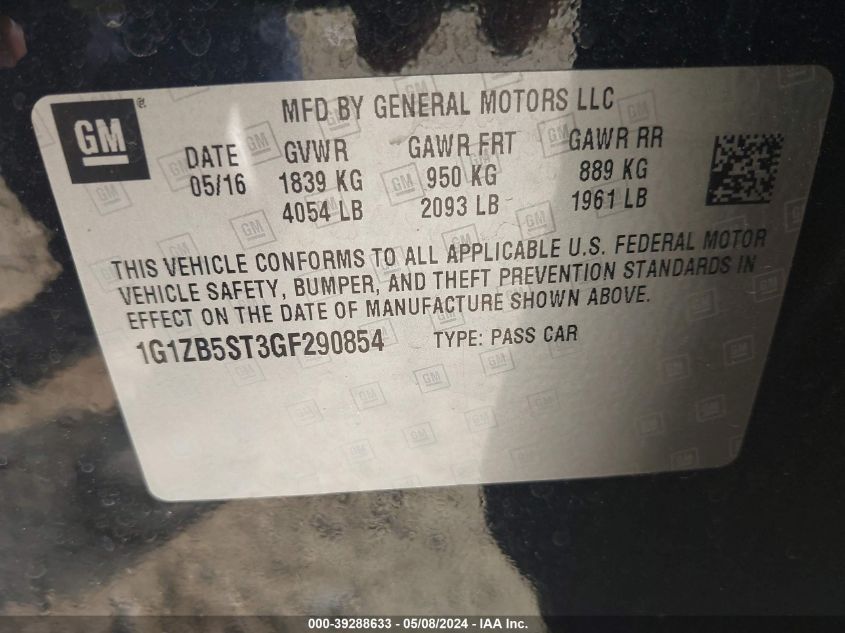 GM
®
MFD BY GENERAL MOTORS LLC
DATE GVWR GAWR FRT GAWR RR
05/16 1839 KG 950 KG 889 KG
4054 LB 2093 LB 1961 LB
THIS VEHICLE CONFORMS TO ALL APPLICABLE U.S. FEDERAL MOTOR
VEHICLE SAFETY, BUMPER, AND THEFT PREVENTION STANDARDS IN
EFFECT ON THE DATE OF MANUFACTURE SHOWN ABOVE.
1G1ZB5ST3GF290854 TYPE: PASS CAR
000-39288633 - 05/08/2024 - IAA Inc.